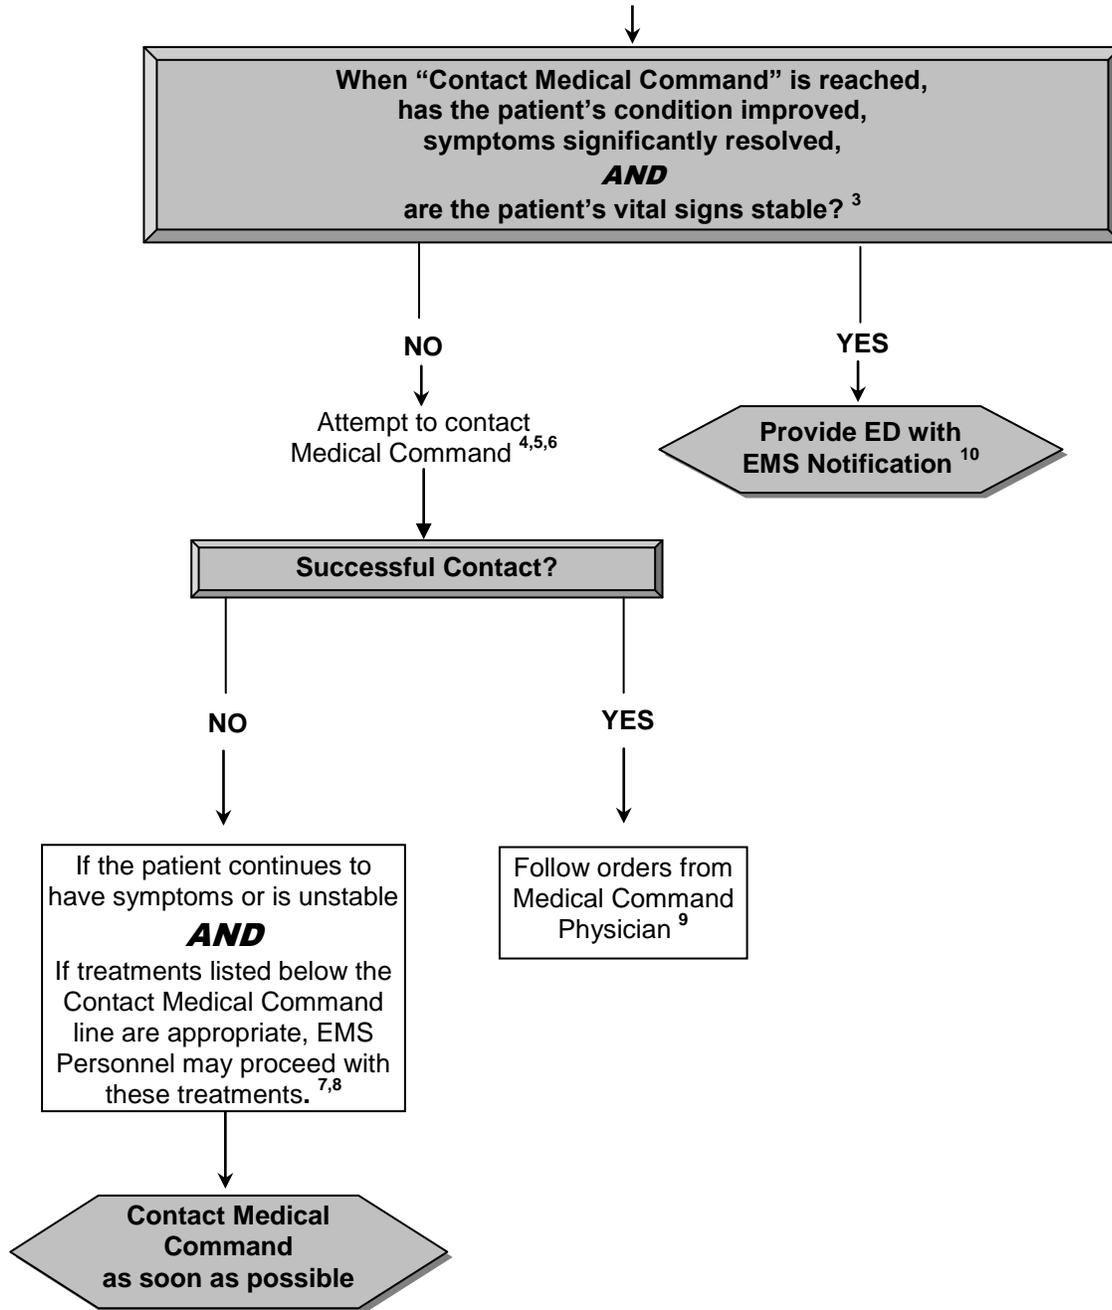 When “Contact Medical Command” is reached,
has the patient’s condition improved,
symptoms significantly resolved,
AND
are the patient’s vital signs stable? 3
NO
YES
Attempt to contact
Medical Command 4,5,6
Provide ED with
EMS Notification 10
Successful Contact?
NO
YES
If the patient continues to
have symptoms or is unstable
AND
If treatments listed below the
Contact Medical Command
line are appropriate, EMS
Personnel may proceed with
these treatments. 7,8
Follow orders from
Medical Command
Physician 9
Contact Medical
Command
as soon as possible